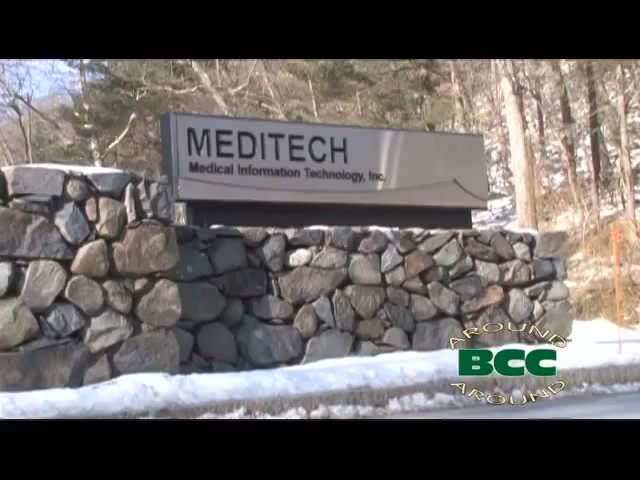 MEDITECH
Medical Information Technology, Inc.
AROUND
BCC
AROUND